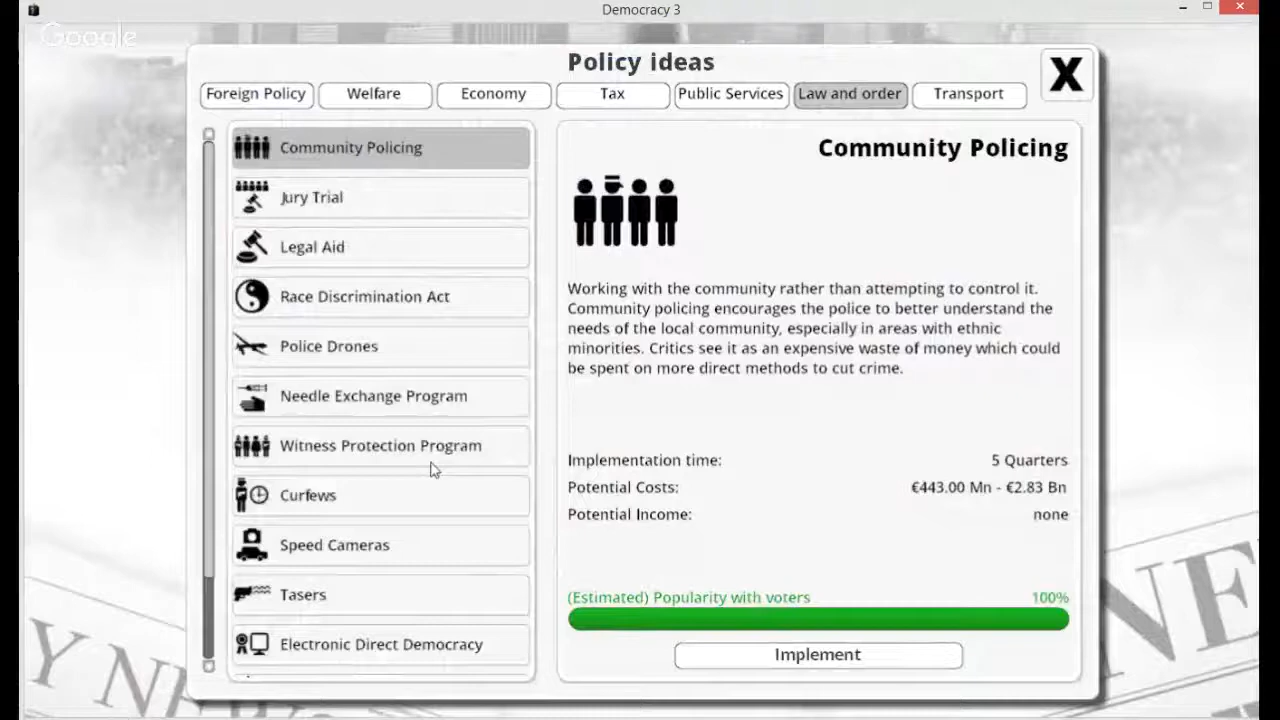 Democracy 3
Google
Policy ideas
X
Foreign Policy
Welfare
Economy
Tax
Public Services
Law and order
Transport
Community Policing
Jury Trial
Legal Aid
Race Discrimination Act
Police Drones
Needle Exchange Program
Witness Protection Program
Curfews
Speed Cameras
Tasers
Electronic Direct Democracy
Community Policing
Working with the community rather than attempting to control it.
Community policing encourages the police to better understand the
needs of the local community, especially in areas with ethnic
minorities. Critics see it as an expensive waste of money which could
be spent on more direct methods to cut crime.
Implementation time: 5 Quarters
Potential Costs: €443.00 Mn - €2.83 Bn
Potential Income: none
(Estimated) Popularity with voters 100%
Implement